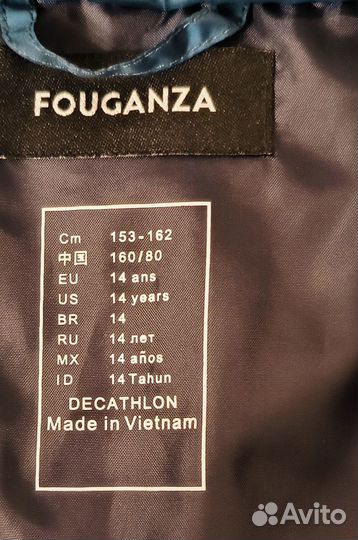 FOUGANZA
Cm 153-162
中国 160/80
EU 14 ans
US 14 years
BR 14
RU 14 лет
MX 14 años
ID 14 Tahun
DECATHLON
Made in Vietnam
Avito